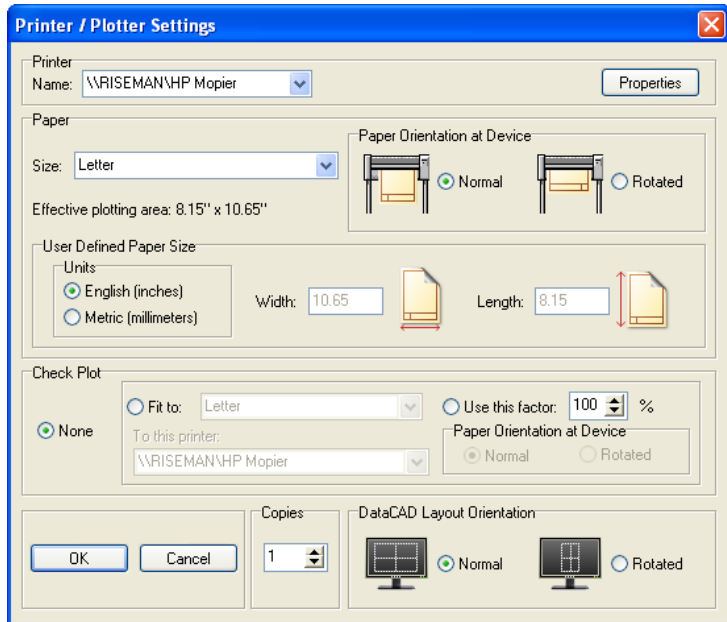 Printer / Plotter Settings
Printer
Name: \\RISEMAN\HP Mopier
Properties
Paper
Size: Letter
Effective plotting area: 8.15" x 10.65"
Paper Orientation at Device
Normal
Rotated
User Defined Paper Size
Units
English (inches)
Metric (millimeters)
Width: 10.65
Length: 8.15
Check Plot
None
Fit to: Letter
To this printer:
\\RISEMAN\HP Mopier
Use this factor: 100 %
Paper Orientation at Device
Normal
Rotated
OK
Cancel
Copies
1
DataCAD Layout Orientation
Normal
Rotated